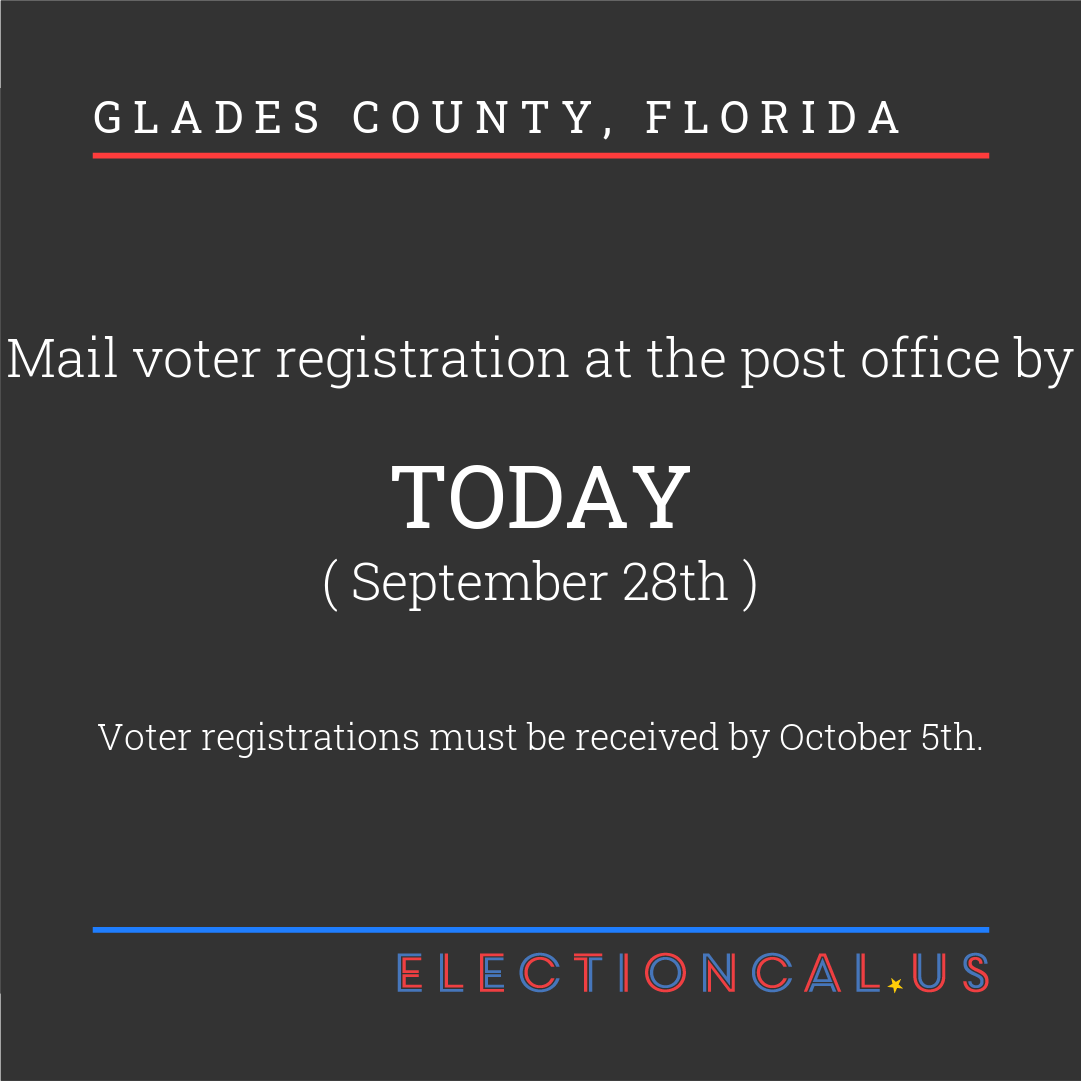 GLADES COUNTY, FLORIDA
Mail voter registration at the post office by
TODAY
( September 28th )
Voter registrations must be received by October 5th.
ELECTIONCAL.US